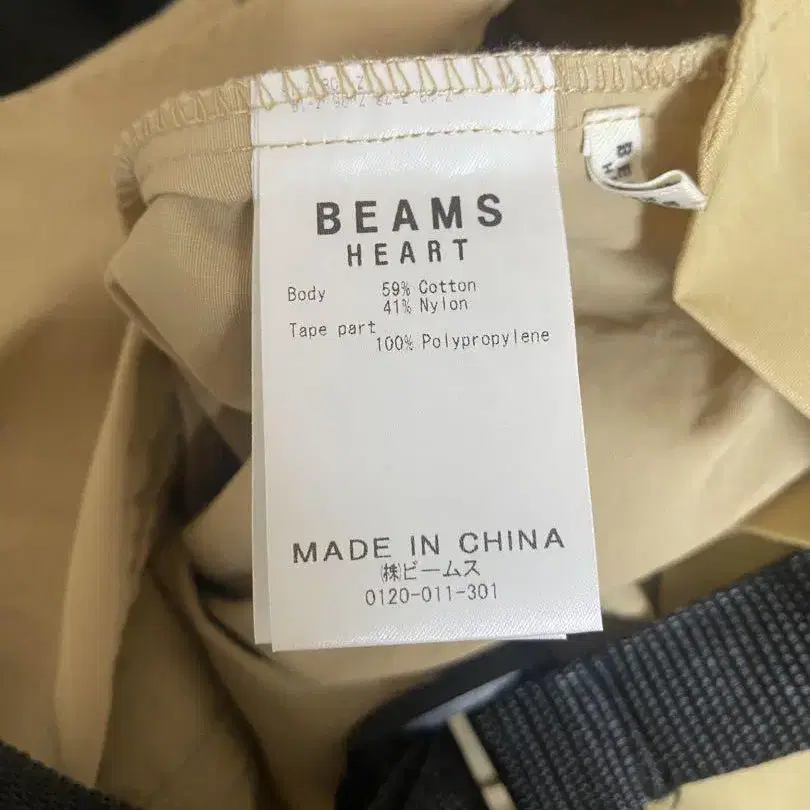 BEAMS
HEART
Body 59% Cotton
41% Nylon
Tape part
100% Polypropylene
MADE IN CHINA
㈱ビームス
0120-011-301